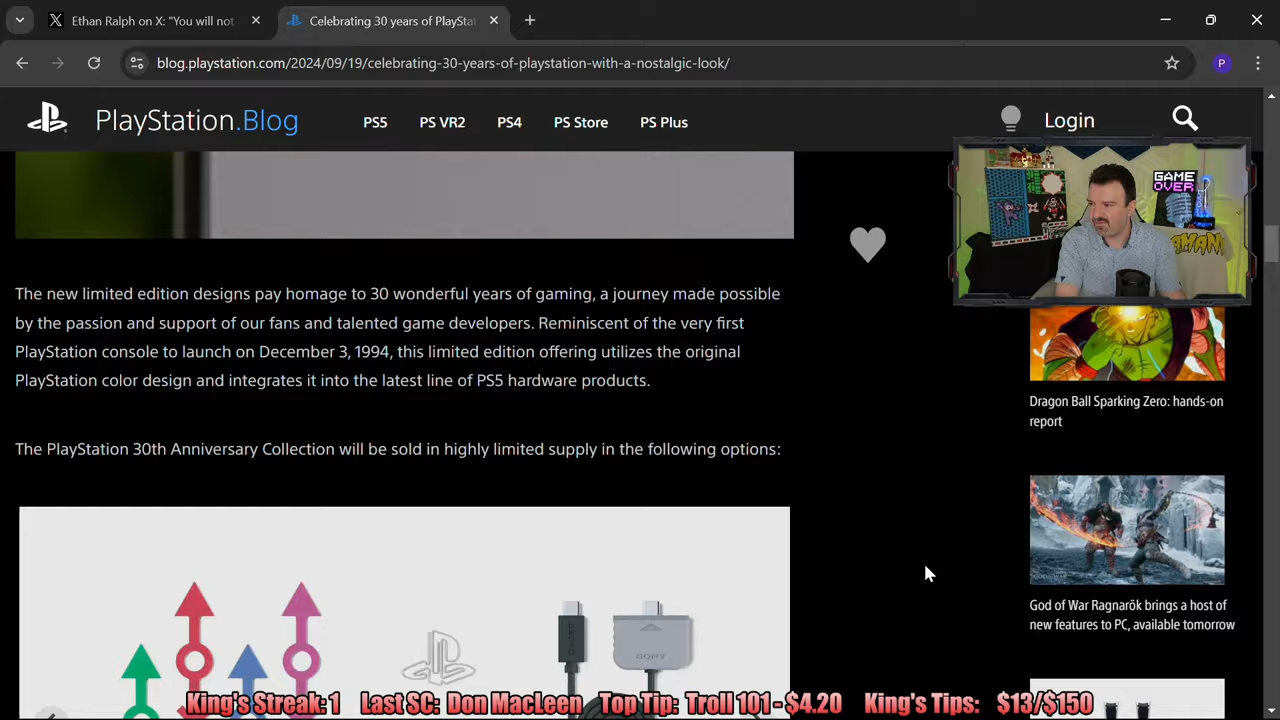 Ethan Ralph on X: "You will not
Celebrating 30 years of PlaySta
blog.playstation.com/2024/09/19/celebrating-30-years-of-playstation-with-a-nostalgic-look/
P
PlayStation.Blog
PS5
PS VR2
PS4
PS Store
PS Plus
Login
GAME
OVER
The new limited edition designs pay homage to 30 wonderful years of gaming, a journey made possible
by the passion and support of our fans and talented game developers. Reminiscent of the very first
PlayStation console to launch on December 3, 1994, this limited edition offering utilizes the original
PlayStation color design and integrates it into the latest line of PS5 hardware products.
The PlayStation 30th Anniversary Collection will be sold in highly limited supply in the following options:
Dragon Ball Sparking Zero: hands-on
report
God of War Ragnarök brings a host of
new features to PC, available tomorrow
SONY
King's Streak: 1 Last SC: Don MacLeen Top Tip: Troll 101 - $4.20 King's Tips: $13/$150